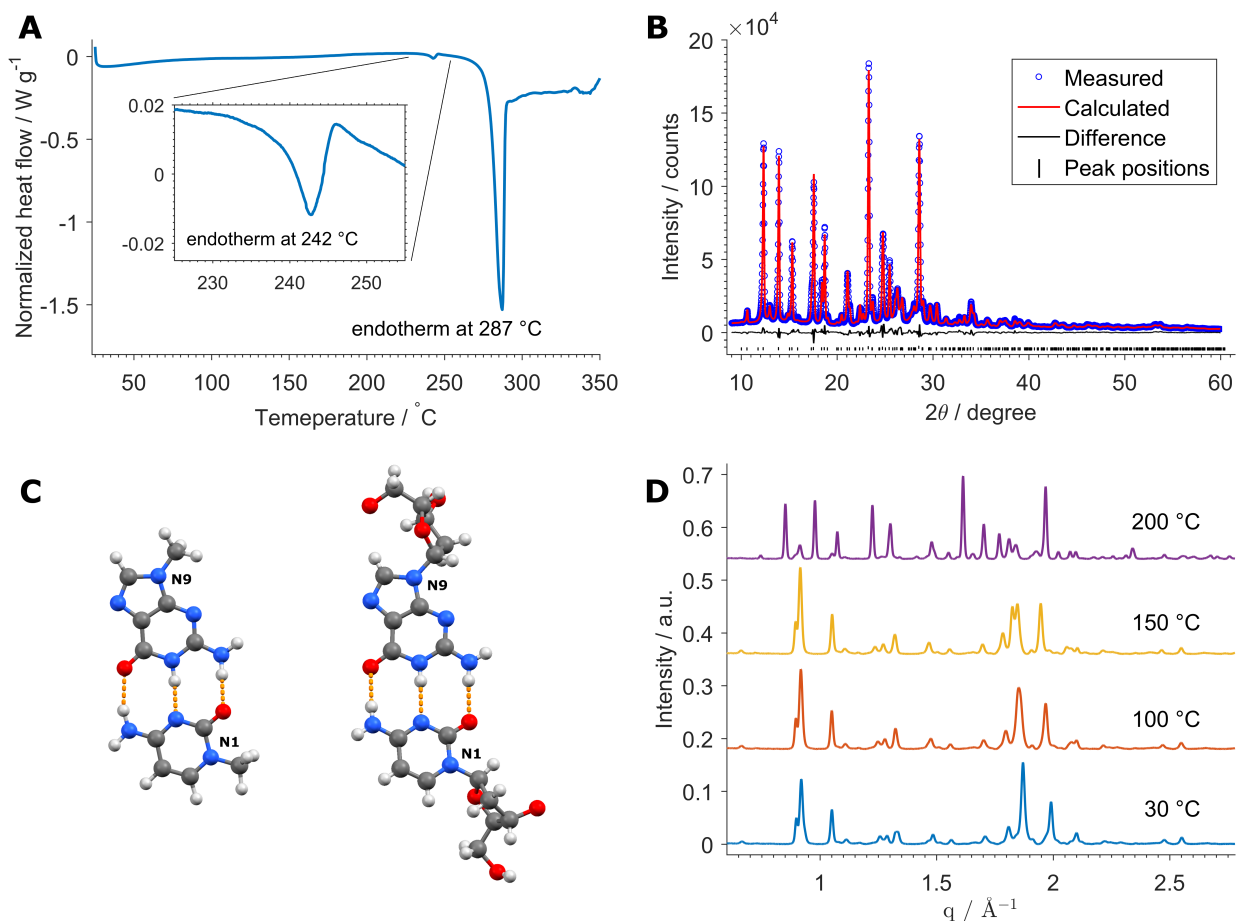 A
Normalized heat flow / W g⁻¹
0
-0.5
-1
-1.5
0.02
0
-0.02
endotherm at 242 °C
230
240
250
endotherm at 287 °C
50
100
150
200
250
300
350
Temeperature / °C
B
×10⁴
Intensity / counts
20
15
10
5
0
Measured
Calculated
Difference
Peak positions
10
20
30
40
50
60
2θ / degree
C
N9
N1
N9
N1
D
Intensity / a.u.
0.7
0.6
0.5
0.4
0.3
0.2
0.1
0
200 °C
150 °C
100 °C
30 °C
1
1.5
2
2.5
q / Å⁻¹